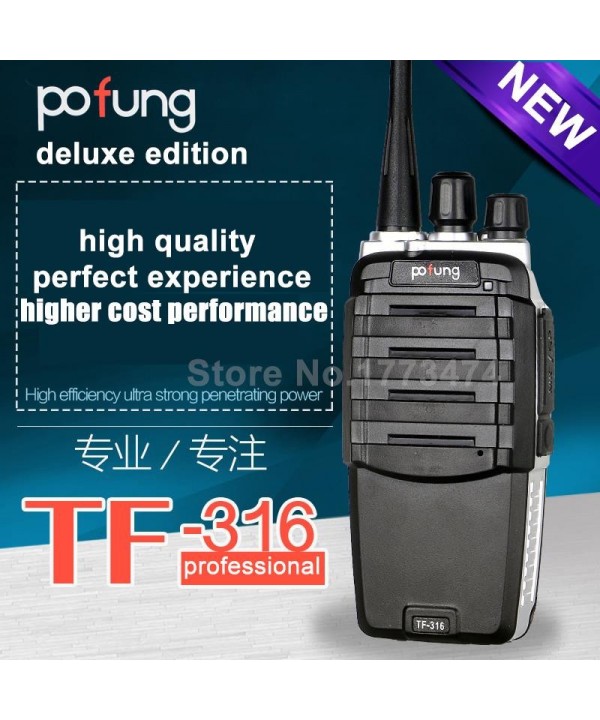 pofung
NEW
deluxe edition
high quality
perfect experience
higher cost performance
pofung
Store No.1773474
High efficiency ultra strong penetrating power
专业 / 专注
TF-316
professional
TF-316